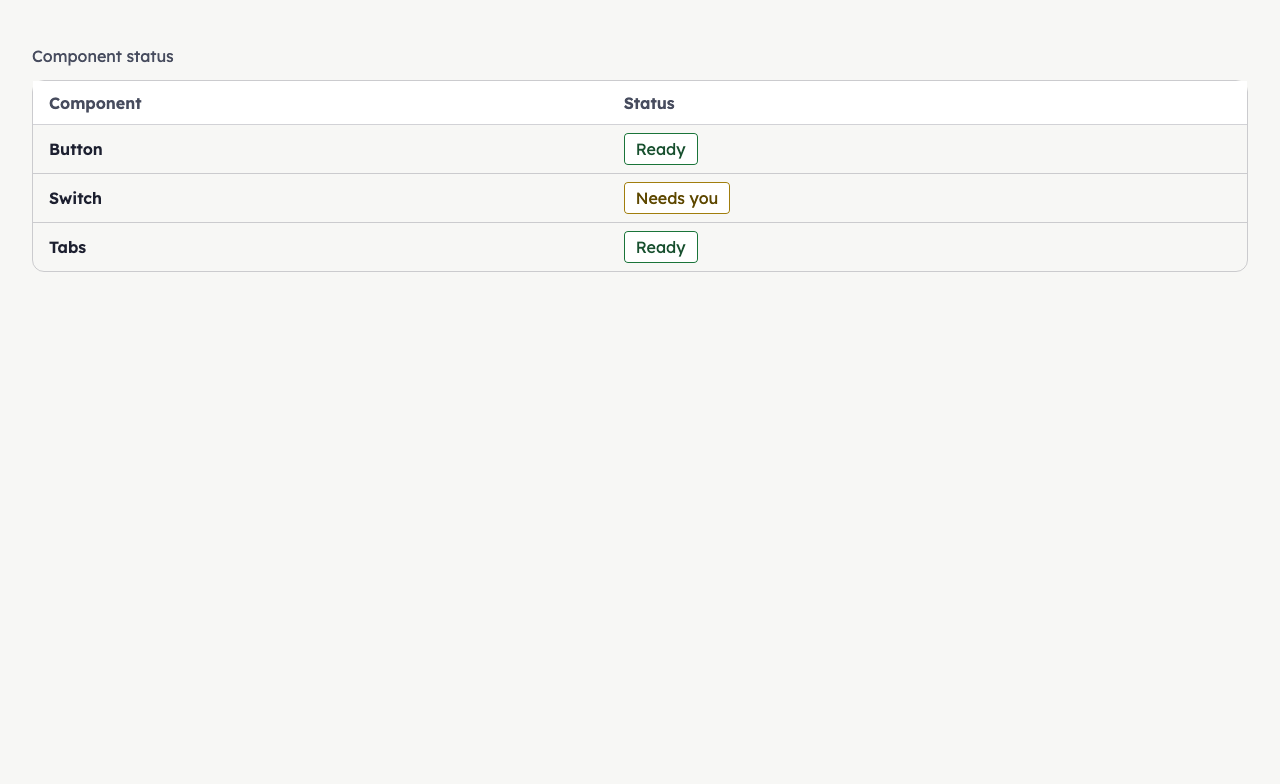 Component status
Component Status
Button Ready
Switch Needs you
Tabs Ready